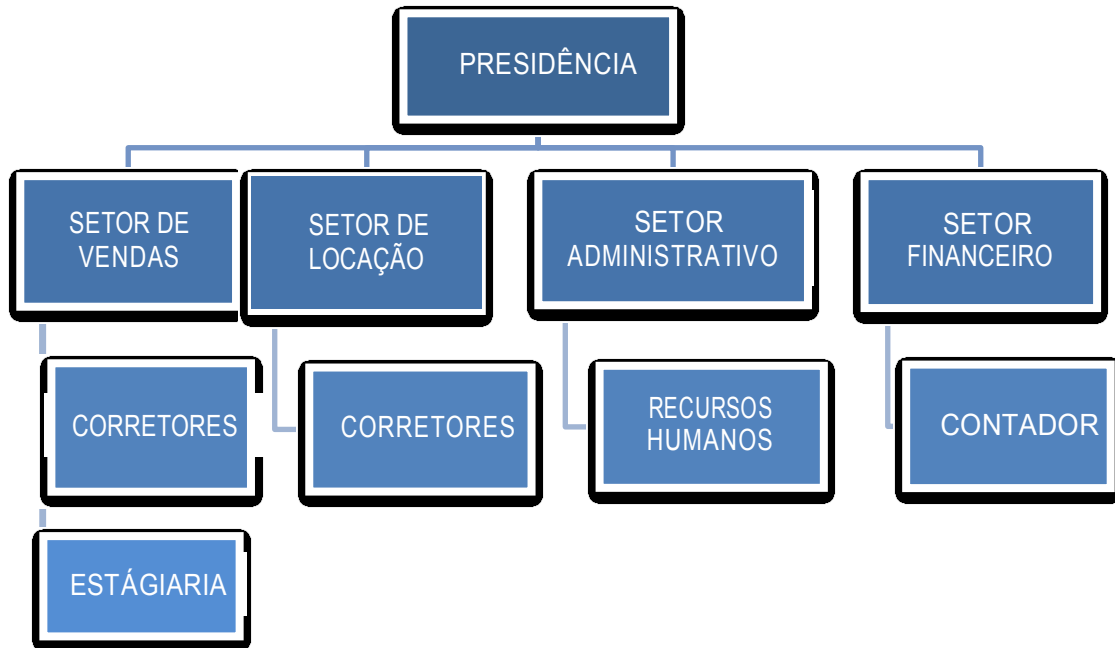 PRESIDÊNCIA
SETOR DE
VENDAS
SETOR DE
LOCAÇÃO
SETOR
ADMINISTRATIVO
SETOR
FINANCEIRO
CORRETORES
CORRETORES
RECURSOS
HUMANOS
CONTADOR
ESTÁGIARIA